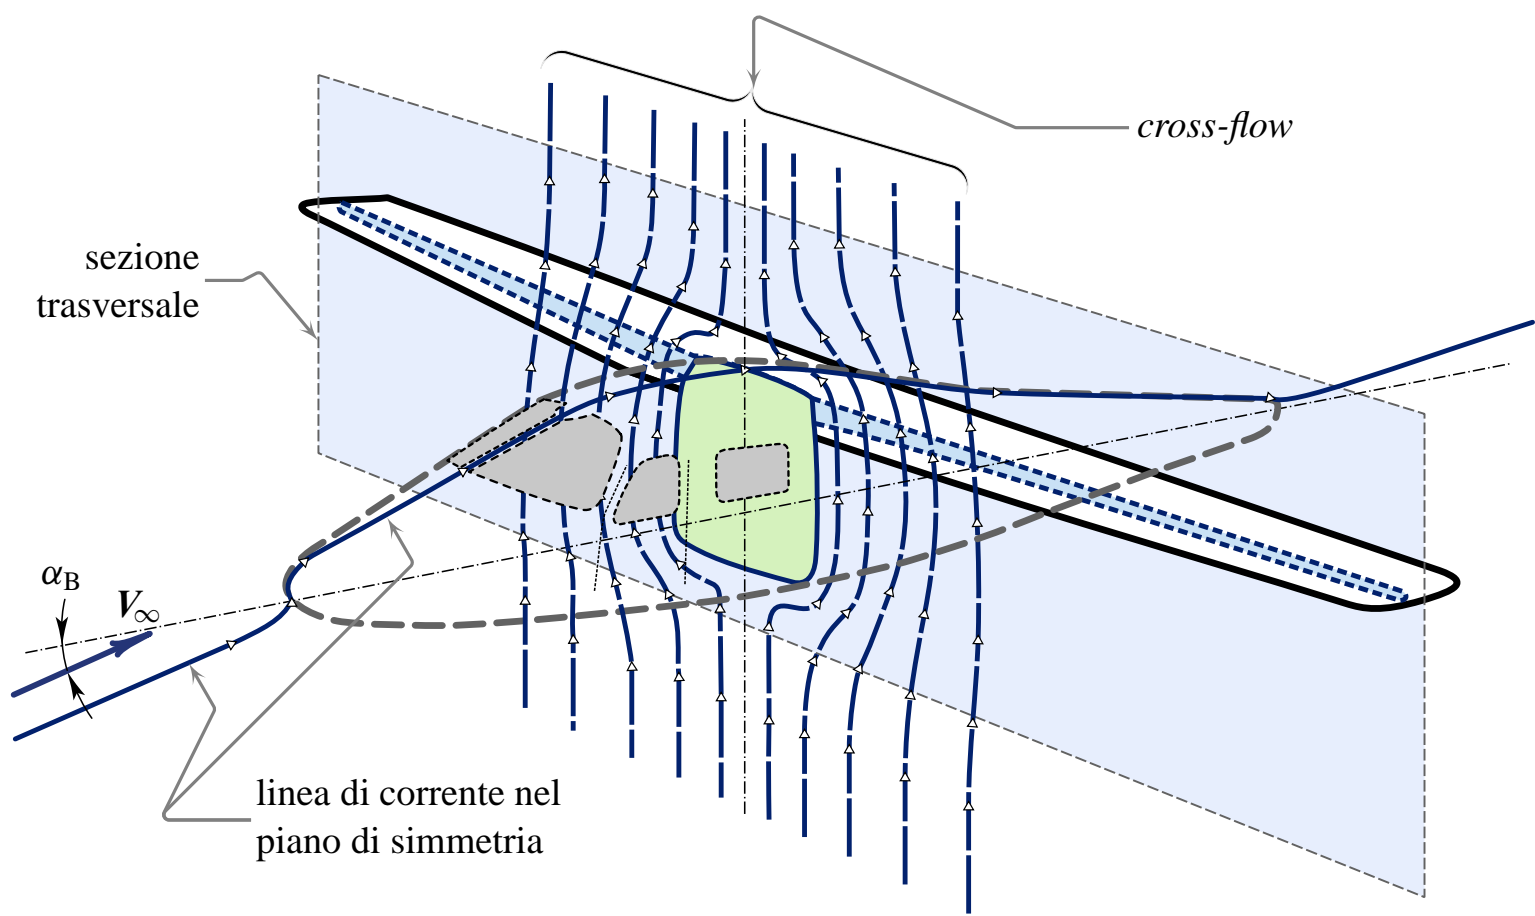 cross-flow
sezione
trasversale
α_B
V_∞
linea di corrente nel
piano di simmetria